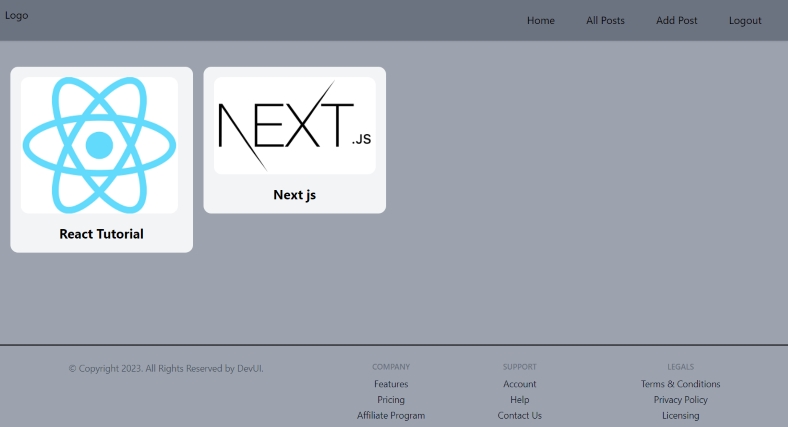 Logo
Home All Posts Add Post Logout
NEXT.JS
React Tutorial
Next js
© Copyright 2023. All Rights Reserved by DevUI.
COMPANY
Features
Pricing
Affiliate Program
SUPPORT
Account
Help
Contact Us
LEGALS
Terms & Conditions
Privacy Policy
Licensing